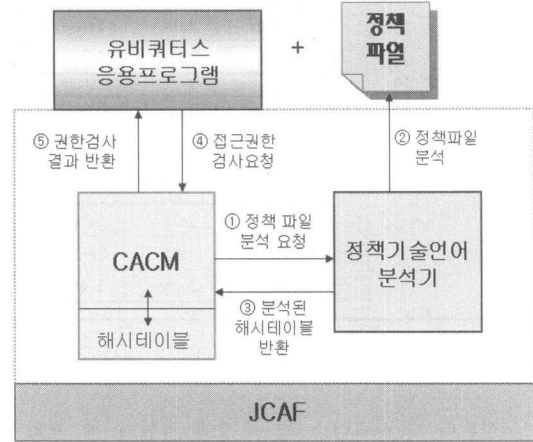 유비쿼터스
응용프로그램
+
정책
파일
⑤ 권한검사
결과 반환
④ 접근권한
검사요청
② 정책파일
분석
① 정책 파일
분석 요청
CACM
정책기술언어
분석기
③ 분석된
해시테이블
반환
해시테이블
JCAF